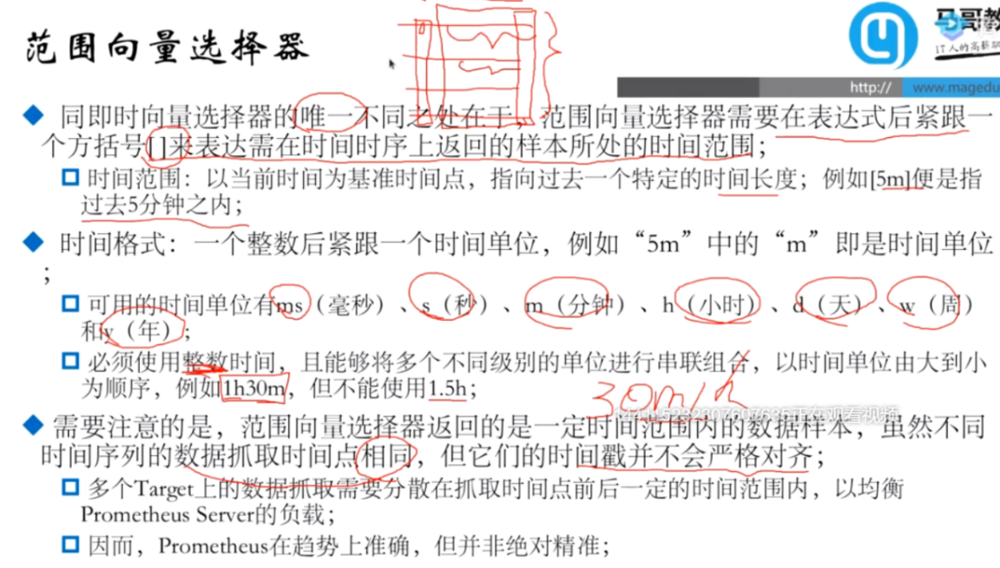 范围向量选择器
马哥教
IT人的高薪职
http://
www.magedu
同即时向量选择器的唯一不同之处在于，范围向量选择器需要在表达式后紧跟一
个方括号[]来表达需在时间时序上返回的样本所处的时间范围；
时间范围：以当前时间为基准时间点，指向过去一个特定的时间长度；例如[5m]便是指
过去5分钟之内；
时间格式：一个整数后紧跟一个时间单位，例如“5m”中的“m”即是时间单位
；
可用的时间单位有ms（毫秒）、s（秒）、m（分钟）、h（小时）、d（天）、w（周）
和y（年）；
必须使用整数时间，且能够将多个不同级别的单位进行串联组合，以时间单位由大到小
为顺序，例如1h30m，但不能使用1.5h；
30m1h
正在观看视频
需要注意的是，范围向量选择器返回的是一定时间范围内的数据样本，虽然不同
时间序列的数据抓取时间点相同，但它们的时间戳并不会严格对齐；
多个Target上的数据抓取需要分散在抓取时间点前后一定的时间范围内，以均衡
Prometheus Server的负载；
因而，Prometheus在趋势上准确，但并非绝对精准；